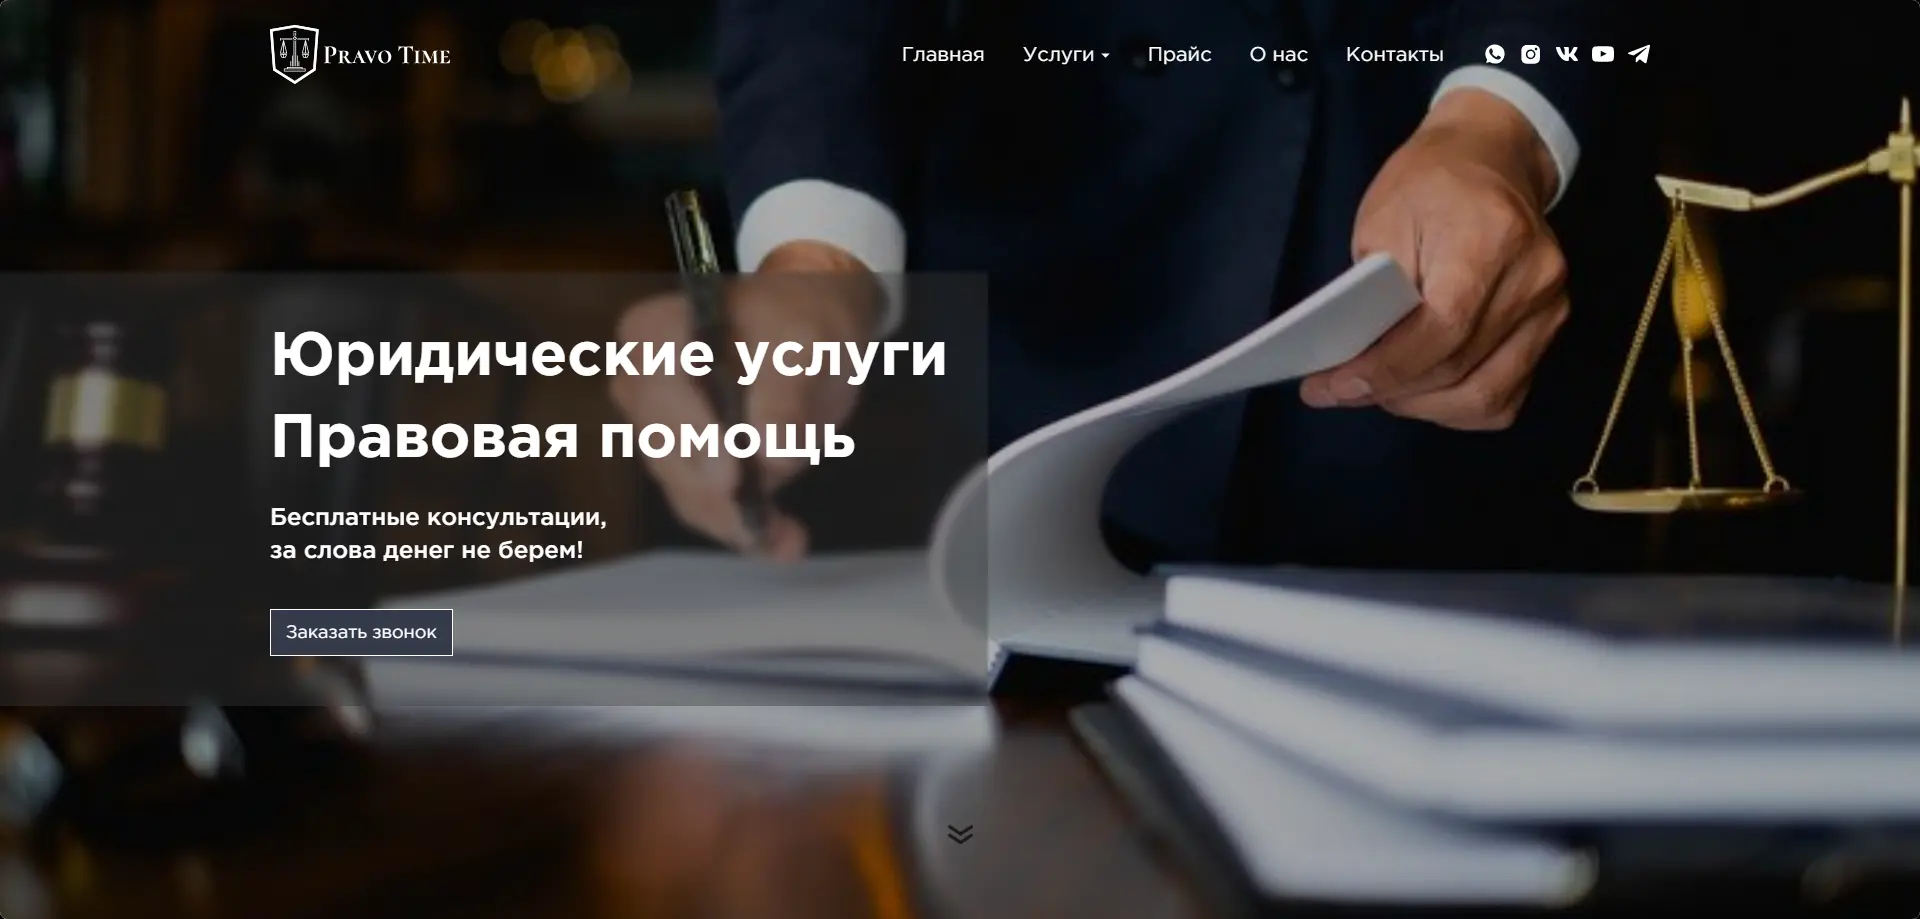 Pravo Time
Главная Услуги Прайс О нас Контакты
Юридические услуги
Правовая помощь
Бесплатные консультации,
за слова денег не берем!
Заказать звонок